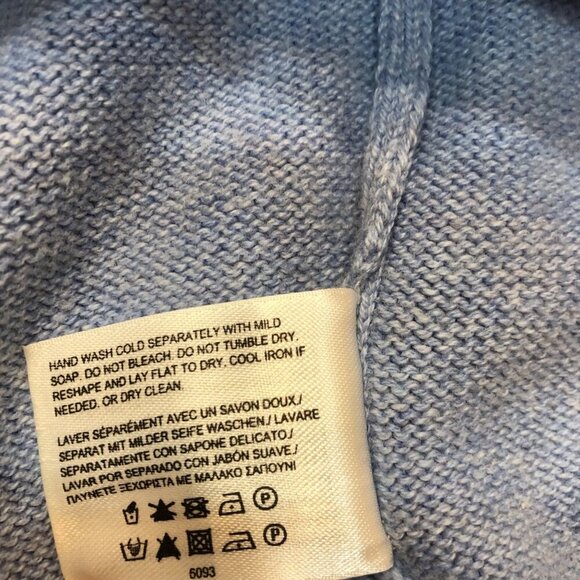 HAND WASH COLD SEPARATELY WITH MILD
SOAP. DO NOT BLEACH. DO NOT TUMBLE DRY.
RESHAPE AND LAY FLAT TO DRY. COOL IRON IF
NEEDED. OR DRY CLEAN.
LAVER SÉPARÉMENT AVEC UN SAVON DOUX./
SEPARAT MIT MILDER SEIFE WASCHEN./ LAVARE
SEPARATAMENTE CON SAPONE DELICATO./
LAVAR POR SEPARADO CON JABÓN SUAVE./
ΠΛΥΝΕΤΕ ΞΕΧΩΡΙΣΤΑ ΜΕ ΜΑΛΑΚΟ ΣΑΠΟΥΝΙ
P
P
6093